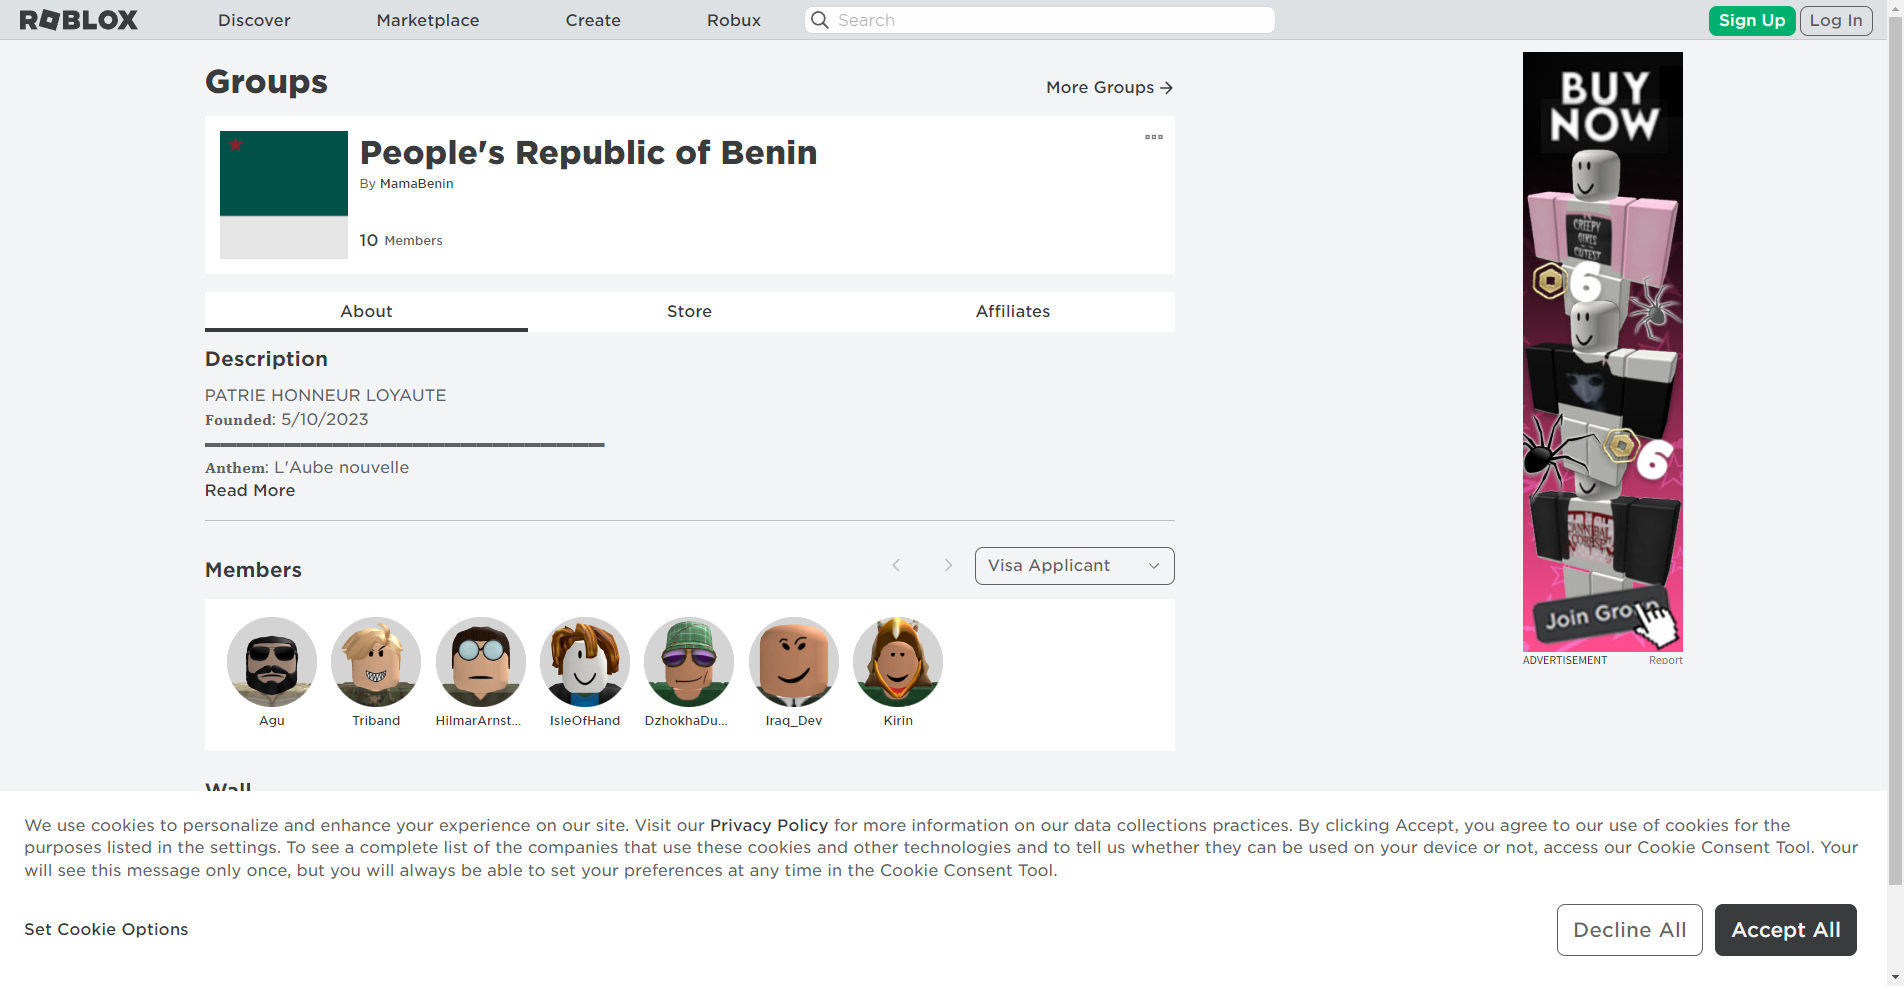 ROBLOX
Discover
Marketplace
Create
Robux
Search
Sign Up
Log In
Groups
More Groups →
People's Republic of Benin
By MamaBenin
10 Members
About
Store
Affiliates
Description
PATRIE HONNEUR LOYAUTE
Founded: 5/10/2023
Anthem: L'Aube nouvelle
Read More
Members
Visa Applicant
Agu
Triband
HilmarArnst...
IsleOfHand
DzhokhaDu...
Iraq_Dev
Kirin
Wall
BUY
NOW
CREEPY
GIRLS
CUTEST
6
6
CANNIBAL
CORPSE
Join Group
ADVERTISEMENT
Report
We use cookies to personalize and enhance your experience on our site. Visit our Privacy Policy for more information on our data collections practices. By clicking Accept, you agree to our use of cookies for the
purposes listed in the settings. To see a complete list of the companies that use these cookies and other technologies and to tell us whether they can be used on your device or not, access our Cookie Consent Tool. Your
will see this message only once, but you will always be able to set your preferences at any time in the Cookie Consent Tool.
Set Cookie Options
Decline All
Accept All